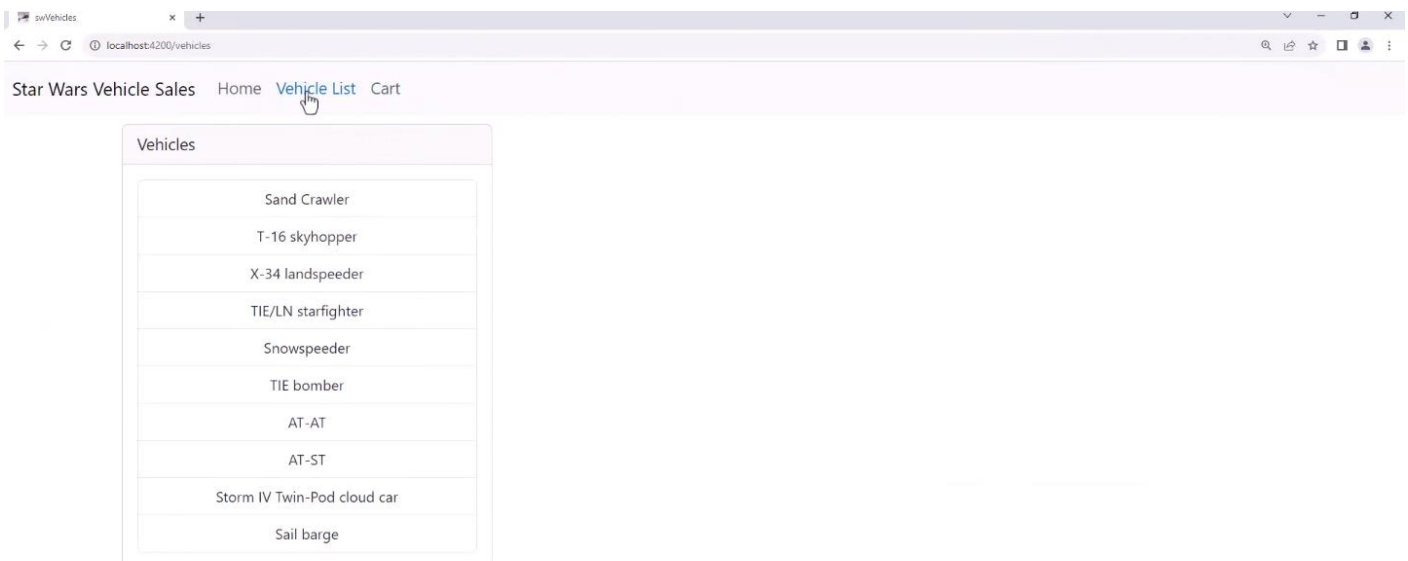 swVehicles
localhost:4200/vehicles
Star Wars Vehicle Sales Home Vehicle List Cart
Vehicles
Sand Crawler
T-16 skyhopper
X-34 landspeeder
TIE/LN starfighter
Snowspeeder
TIE bomber
AT-AT
AT-ST
Storm IV Twin-Pod cloud car
Sail barge